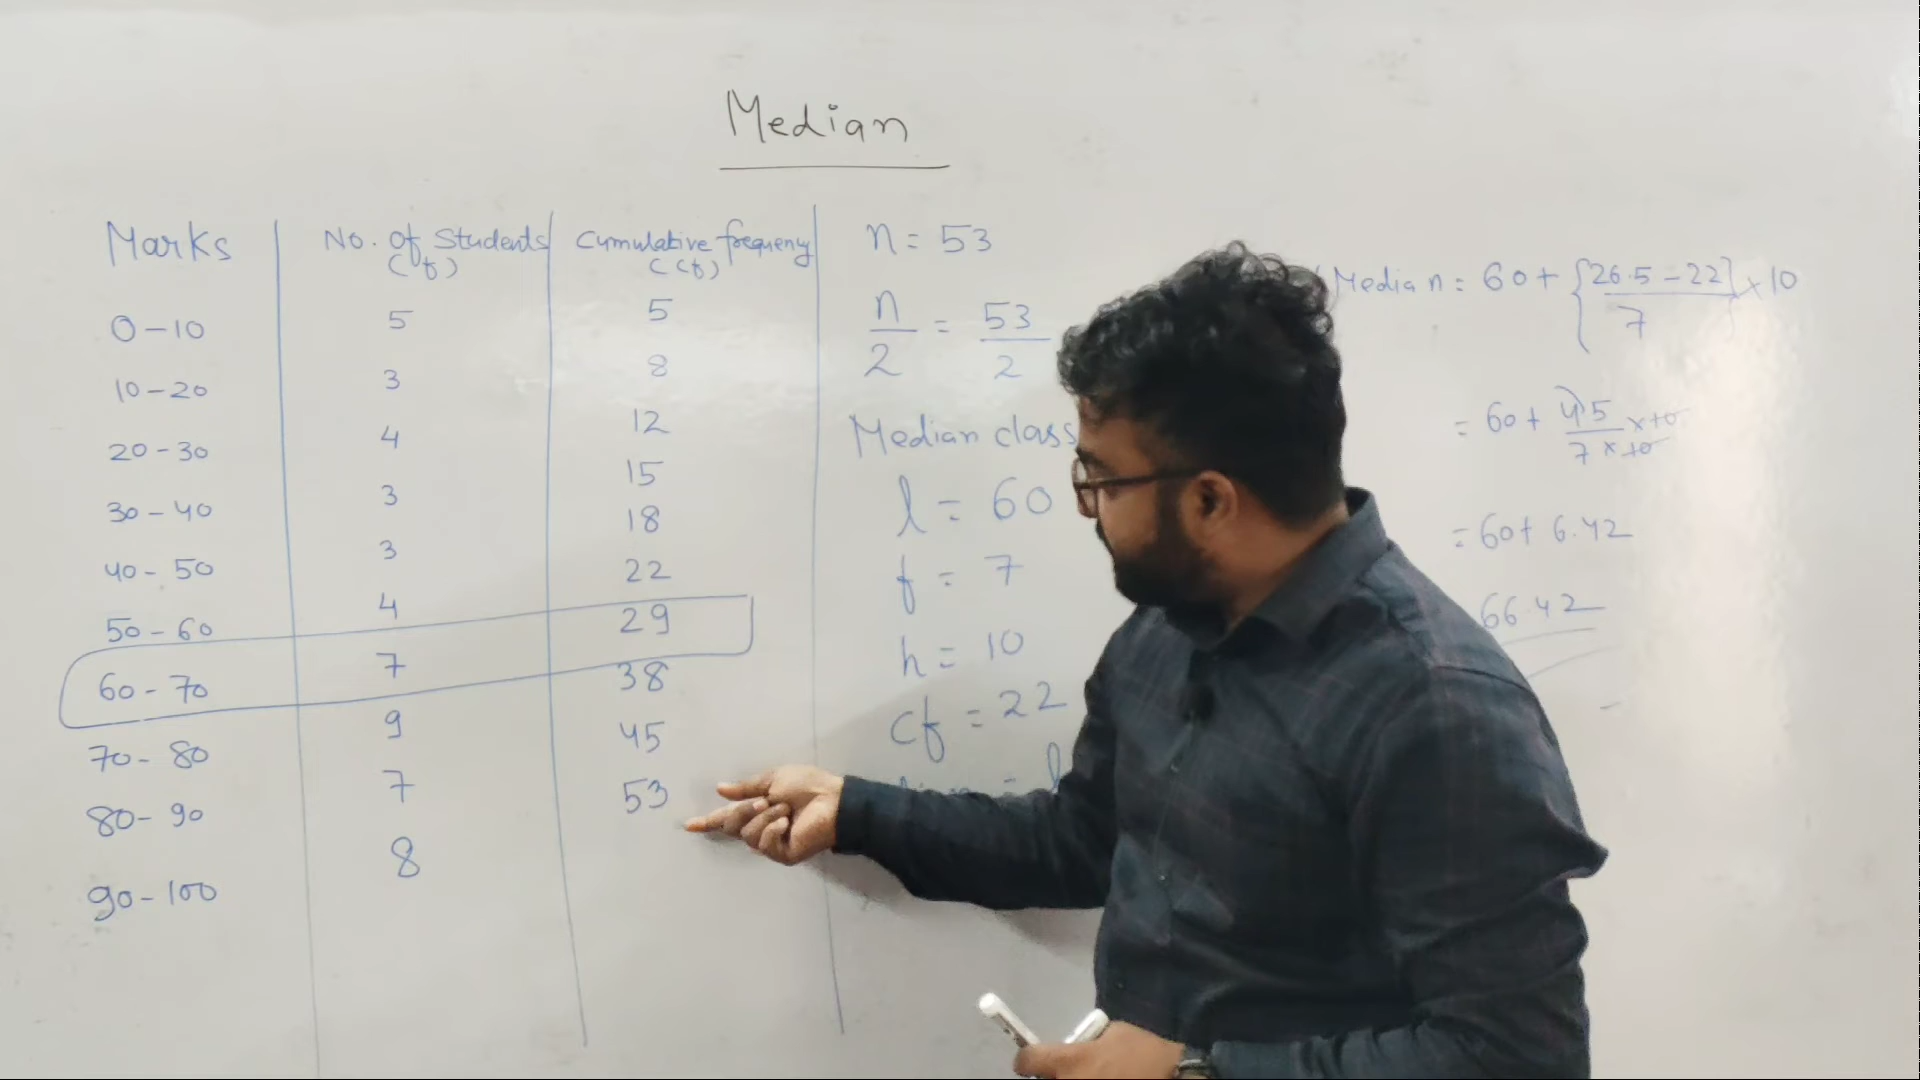 Median
Marks No. of Students (f) Cumulative frequeny (cf)
0-10 5 5
10-20 3 8
20-30 4 12
30-40 3 15
40-50 3 18
50-60 4 22
60-70 7 29
70-80 9 38
80-90 7 45
90-100 8 53
n = 53
n/2 = 53/2
Median class
l = 60
f = 7
h = 10
cf = 22
Median = 60 + {26.5 - 22}/7 × 10
= 60 + 45/7 × 10 × 10
= 60 + 6.42
66.42